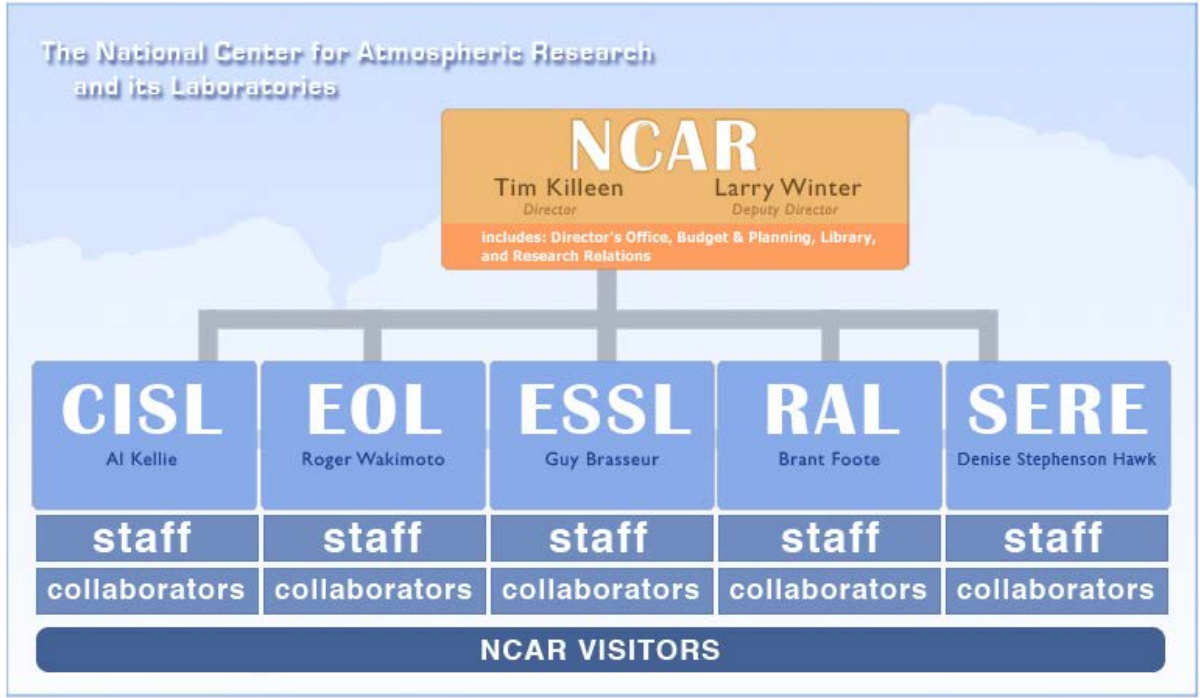 The National Center for Atmospheric Research
and its Laboratories
NCAR
Tim Killeen Larry Winter
Director Deputy Director
includes: Director's Office, Budget & Planning, Library,
and Research Relations
CISL EOL ESSL RAL SERE
Al Kellie Roger Wakimoto Guy Brasseur Brant Foote Denise Stephenson Hawk
staff staff staff staff staff
collaborators collaborators collaborators collaborators collaborators
NCAR VISITORS